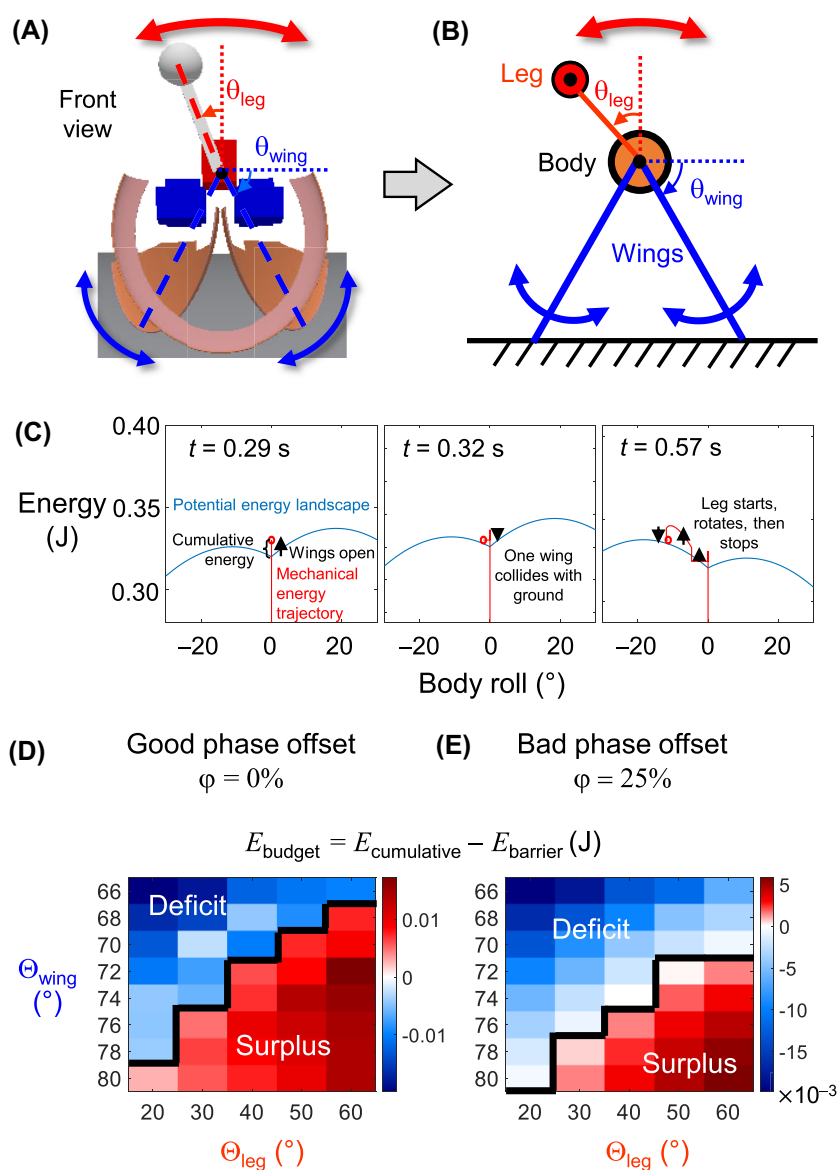 (A)
Front
view
θleg
θwing
(B)
Leg
θleg
Body
θwing
Wings
(C)
Energy
(J)
0.40
0.35
0.30
t = 0.29 s
Potential energy landscape
Cumulative
energy
Wings open
Mechanical
energy
trajectory
t = 0.32 s
One wing
collides with
ground
t = 0.57 s
Leg starts,
rotates, then
stops
−20 0 20
−20 0 20
−20 0 20
Body roll (°)
(D)
Good phase offset
φ = 0%
(E)
Bad phase offset
φ = 25%
Ebudget = Ecumulative – Ebarrier (J)
Θwing
(°)
66
68
70
72
74
76
78
80
Deficit
Surplus
20 30 40 50 60
Θleg (°)
0.01
0
-0.01
66
68
70
72
74
76
78
80
Deficit
Surplus
20 30 40 50 60
Θleg (°)
5
0
-5
-10
-15
-20
×10⁻³